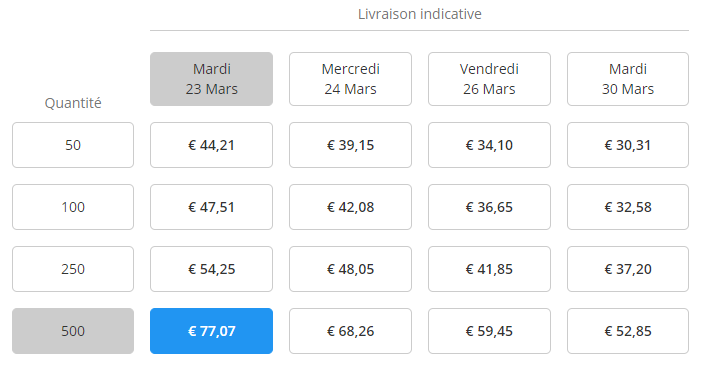 Livraison indicative
Quantité
Mardi
23 Mars
Mercredi
24 Mars
Vendredi
26 Mars
Mardi
30 Mars
50 € 44,21 € 39,15 € 34,10 € 30,31
100 € 47,51 € 42,08 € 36,65 € 32,58
250 € 54,25 € 48,05 € 41,85 € 37,20
500 € 77,07 € 68,26 € 59,45 € 52,85